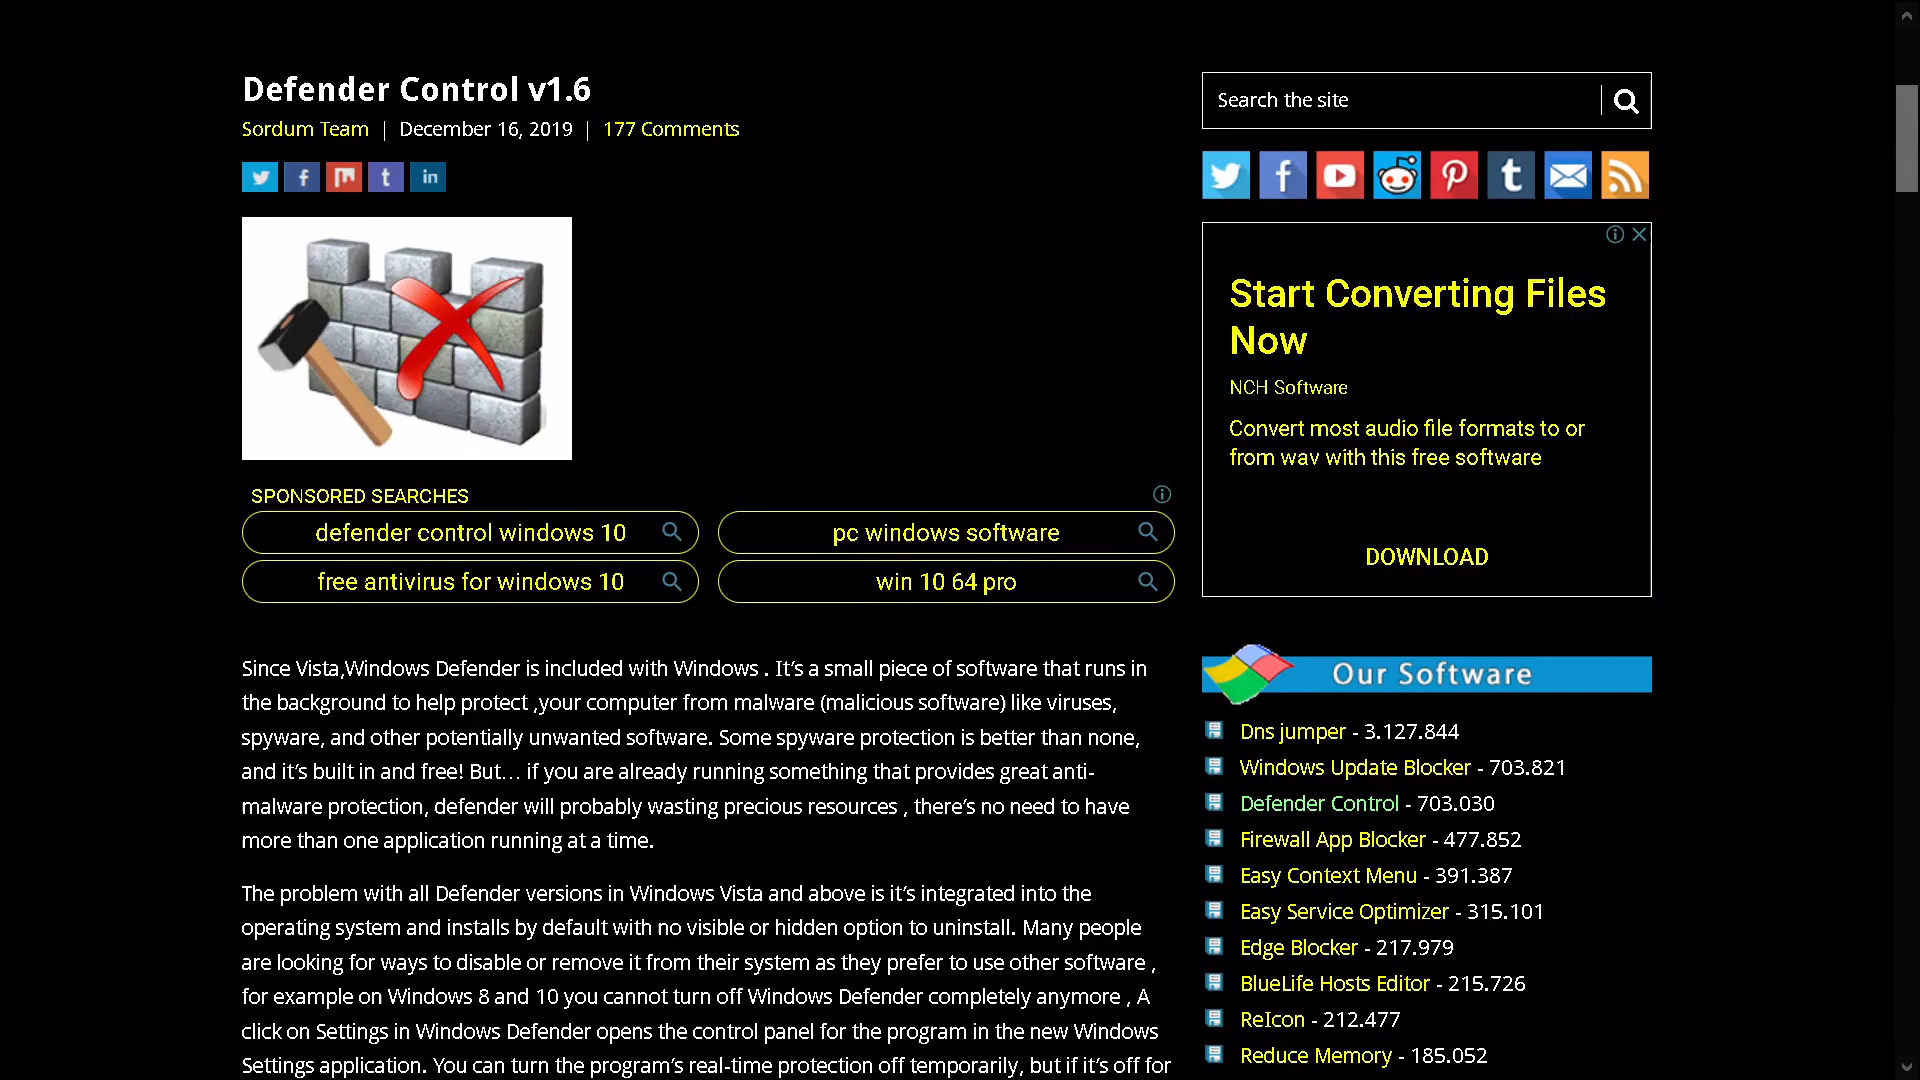 Defender Control v1.6
Sordum Team | December 16, 2019 | 177 Comments
SPONSORED SEARCHES
defender control windows 10
pc windows software
free antivirus for windows 10
win 10 64 pro
Since Vista,Windows Defender is included with Windows . It’s a small piece of software that runs in
the background to help protect ,your computer from malware (malicious software) like viruses,
spyware, and other potentially unwanted software. Some spyware protection is better than none,
and it’s built in and free! But… if you are already running something that provides great anti-
malware protection, defender will probably wasting precious resources , there’s no need to have
more than one application running at a time.
The problem with all Defender versions in Windows Vista and above is it’s integrated into the
operating system and installs by default with no visible or hidden option to uninstall. Many people
are looking for ways to disable or remove it from their system as they prefer to use other software ,
for example on Windows 8 and 10 you cannot turn off Windows Defender completely anymore , A
click on Settings in Windows Defender opens the control panel for the program in the new Windows
Settings application. You can turn the program’s real-time protection off temporarily, but if it’s off for
Search the site
Start Converting Files
Now
NCH Software
Convert most audio file formats to or
from wav with this free software
DOWNLOAD
Our Software
Dns jumper - 3.127.844
Windows Update Blocker - 703.821
Defender Control - 703.030
Firewall App Blocker - 477.852
Easy Context Menu - 391.387
Easy Service Optimizer - 315.101
Edge Blocker - 217.979
BlueLife Hosts Editor - 215.726
ReIcon - 212.477
Reduce Memory - 185.052